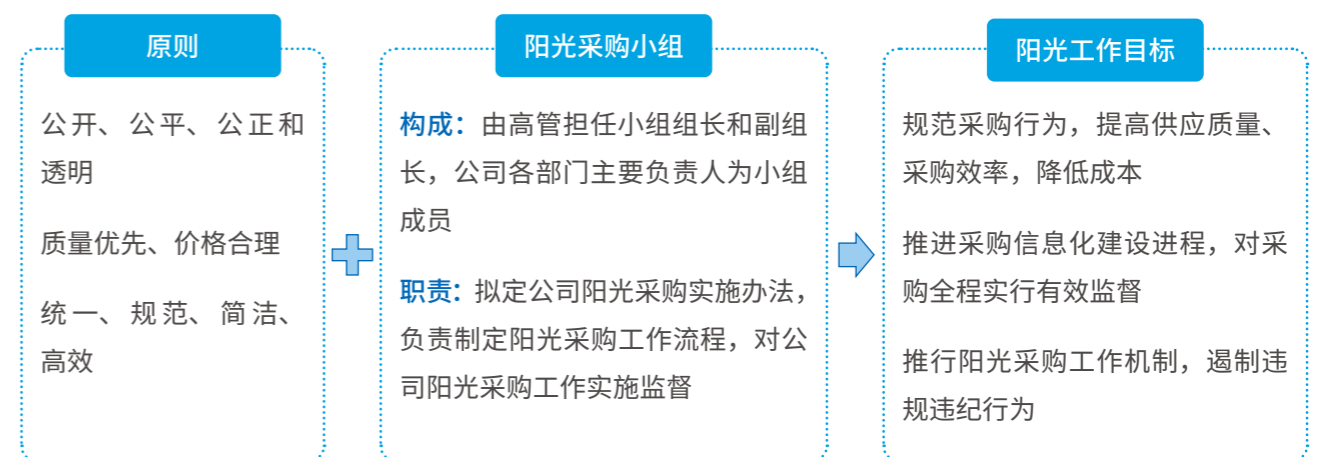 原则
公开、公平、公正和
透明
质量优先、价格合理
统一、规范、简洁、
高效
阳光采购小组
构成：由高管担任小组组长和副组
长，公司各部门主要负责人为小组
成员
职责：拟定公司阳光采购实施办法，
负责制定阳光采购工作流程，对公
司阳光采购工作实施监督
阳光工作目标
规范采购行为，提高供应质量、
采购效率，降低成本
推进采购信息化建设进程，对采
购全程实行有效监督
推行阳光采购工作机制，遏制违
规违纪行为